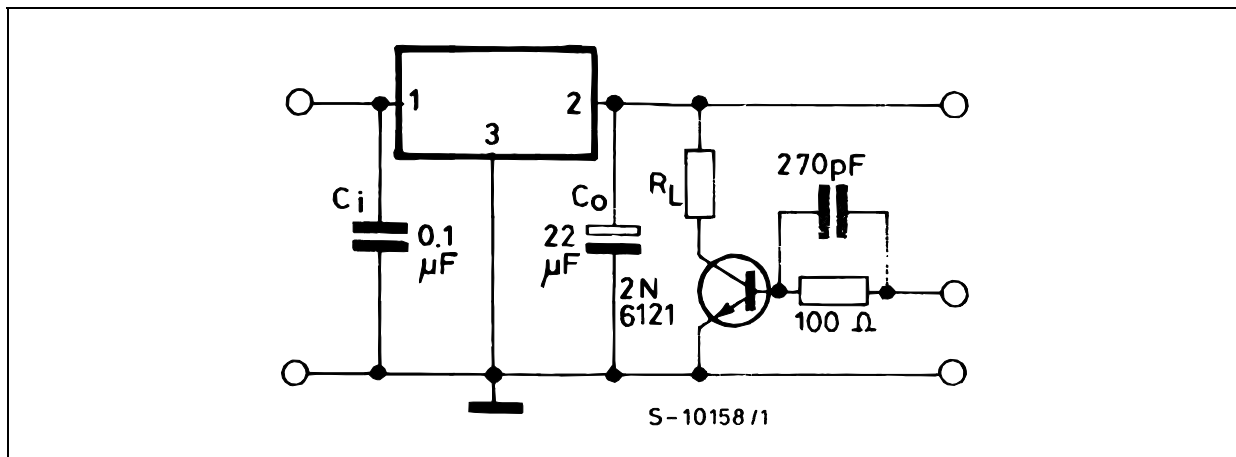 1
2
3
Ci
0.1
µF
Co
22
µF
2N
6121
RL
270pF
100 Ω
S-10158/1